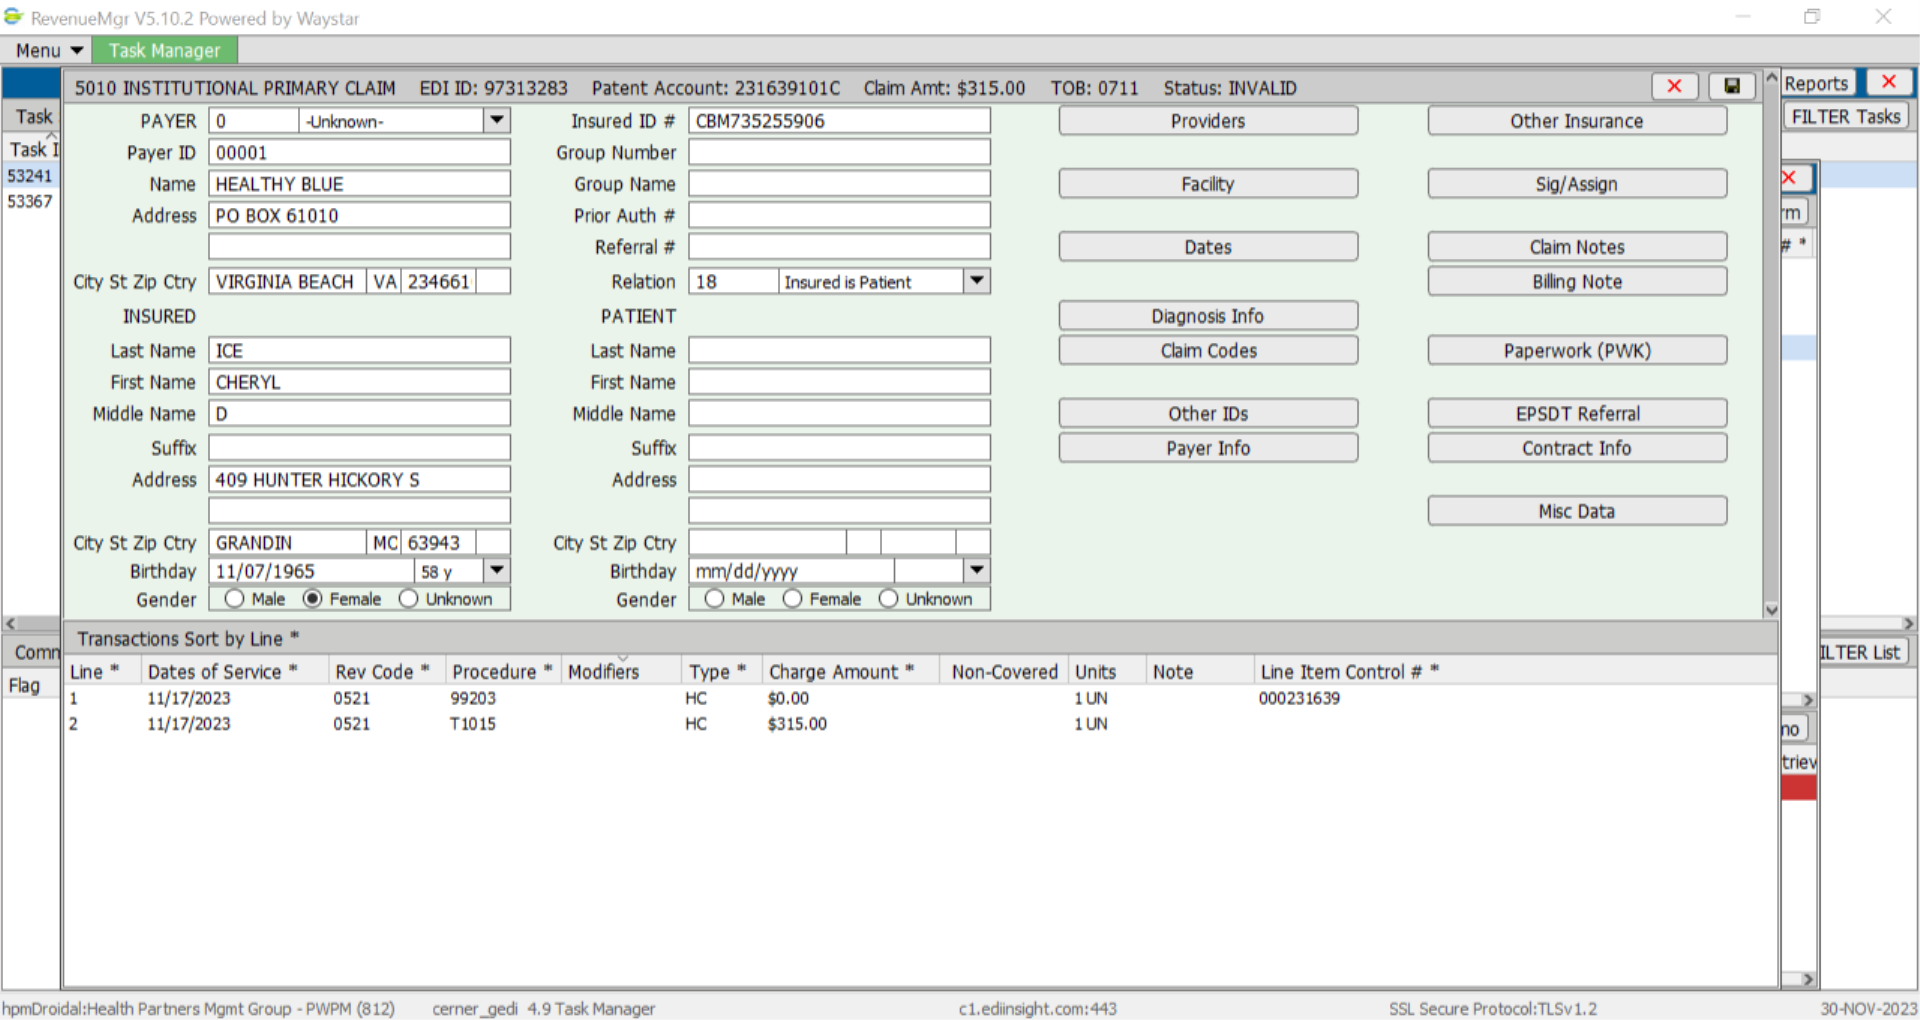 RevenueMgr V5.10.2 Powered by Waystar
Menu Task Manager
5010 INSTITUTIONAL PRIMARY CLAIM EDI ID: 97313283 Patent Account: 231639101C Claim Amt: $315.00 TOB: 0711 Status: INVALID
Reports
Task
FILTER Tasks
Task I
53241
53367
PAYER 0 -Unknown-
Payer ID 00001
Name HEALTHY BLUE
Address PO BOX 61010
City St Zip Ctry VIRGINIA BEACH VA 234661
INSURED
Last Name ICE
First Name CHERYL
Middle Name D
Suffix
Address 409 HUNTER HICKORY S
City St Zip Ctry GRANDIN MC 63943
Birthday 11/07/1965 58 y
Gender Male Female Unknown
Insured ID # CBM735255906
Group Number
Group Name
Prior Auth #
Referral #
Relation 18 Insured is Patient
PATIENT
Last Name
First Name
Middle Name
Suffix
Address
City St Zip Ctry
Birthday mm/dd/yyyy
Gender Male Female Unknown
Providers
Facility
Dates
Diagnosis Info
Claim Codes
Other IDs
Payer Info
Other Insurance
Sig/Assign
Claim Notes
Billing Note
Paperwork (PWK)
EPSDT Referral
Contract Info
Misc Data
rm
# *
Transactions Sort by Line *
Comn
ILTER List
Flag
Line * Dates of Service * Rev Code * Procedure * Modifiers Type * Charge Amount * Non-Covered Units Note Line Item Control # *
1 11/17/2023 0521 99203 HC $0.00 1 UN 000231639
2 11/17/2023 0521 T1015 HC $315.00 1 UN
no
triev
hpmDroidal:Health Partners Mgmt Group - PWPM (812) cerner_gedi 4.9 Task Manager c1.ediinsight.com:443 SSL Secure Protocol:TLSv1.2 30-NOV-2023